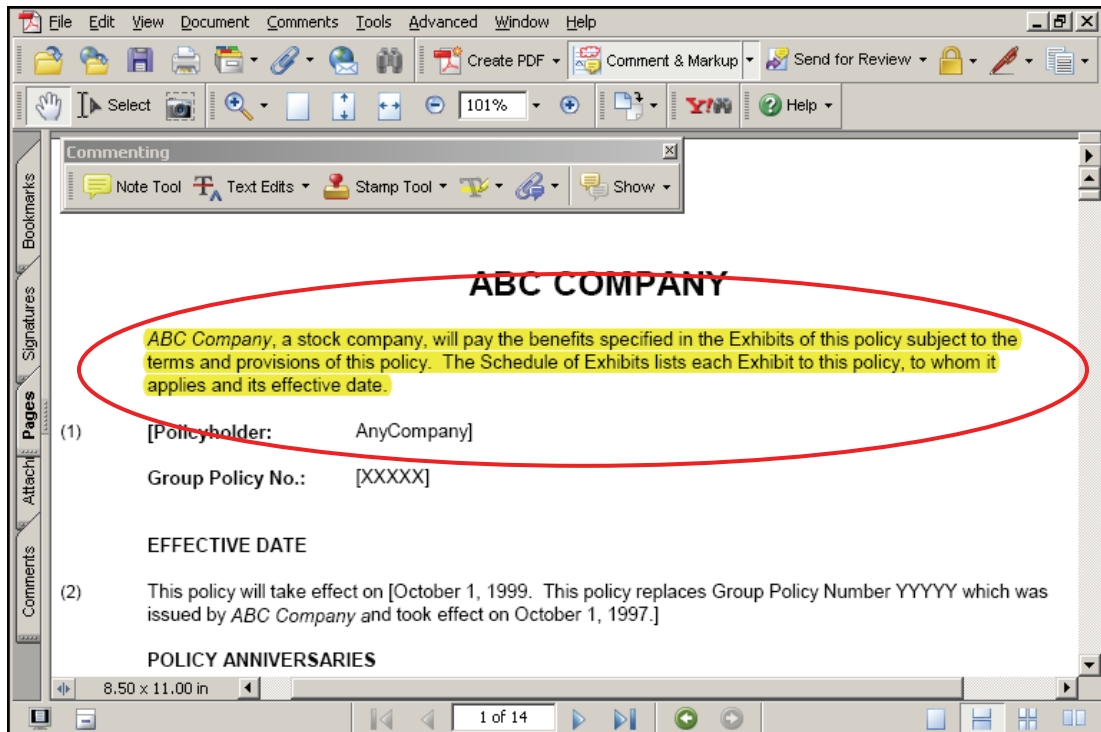 File Edit View Document Comments Tools Advanced Window Help
Create PDF Comment & Markup Send for Review
Select 101% Y! Help
Commenting
Note Tool Text Edits Stamp Tool Show
Bookmarks
Signatures
Pages
Attach
Comments
ABC COMPANY
ABC Company, a stock company, will pay the benefits specified in the Exhibits of this policy subject to the
terms and provisions of this policy. The Schedule of Exhibits lists each Exhibit to this policy, to whom it
applies and its effective date.
(1) [Policyholder: AnyCompany]
Group Policy No.: [XXXXX]
EFFECTIVE DATE
(2) This policy will take effect on [October 1, 1999. This policy replaces Group Policy Number YYYYY which was
issued by ABC Company and took effect on October 1, 1997.]
POLICY ANNIVERSARIES
8.50 x 11.00 in
1 of 14